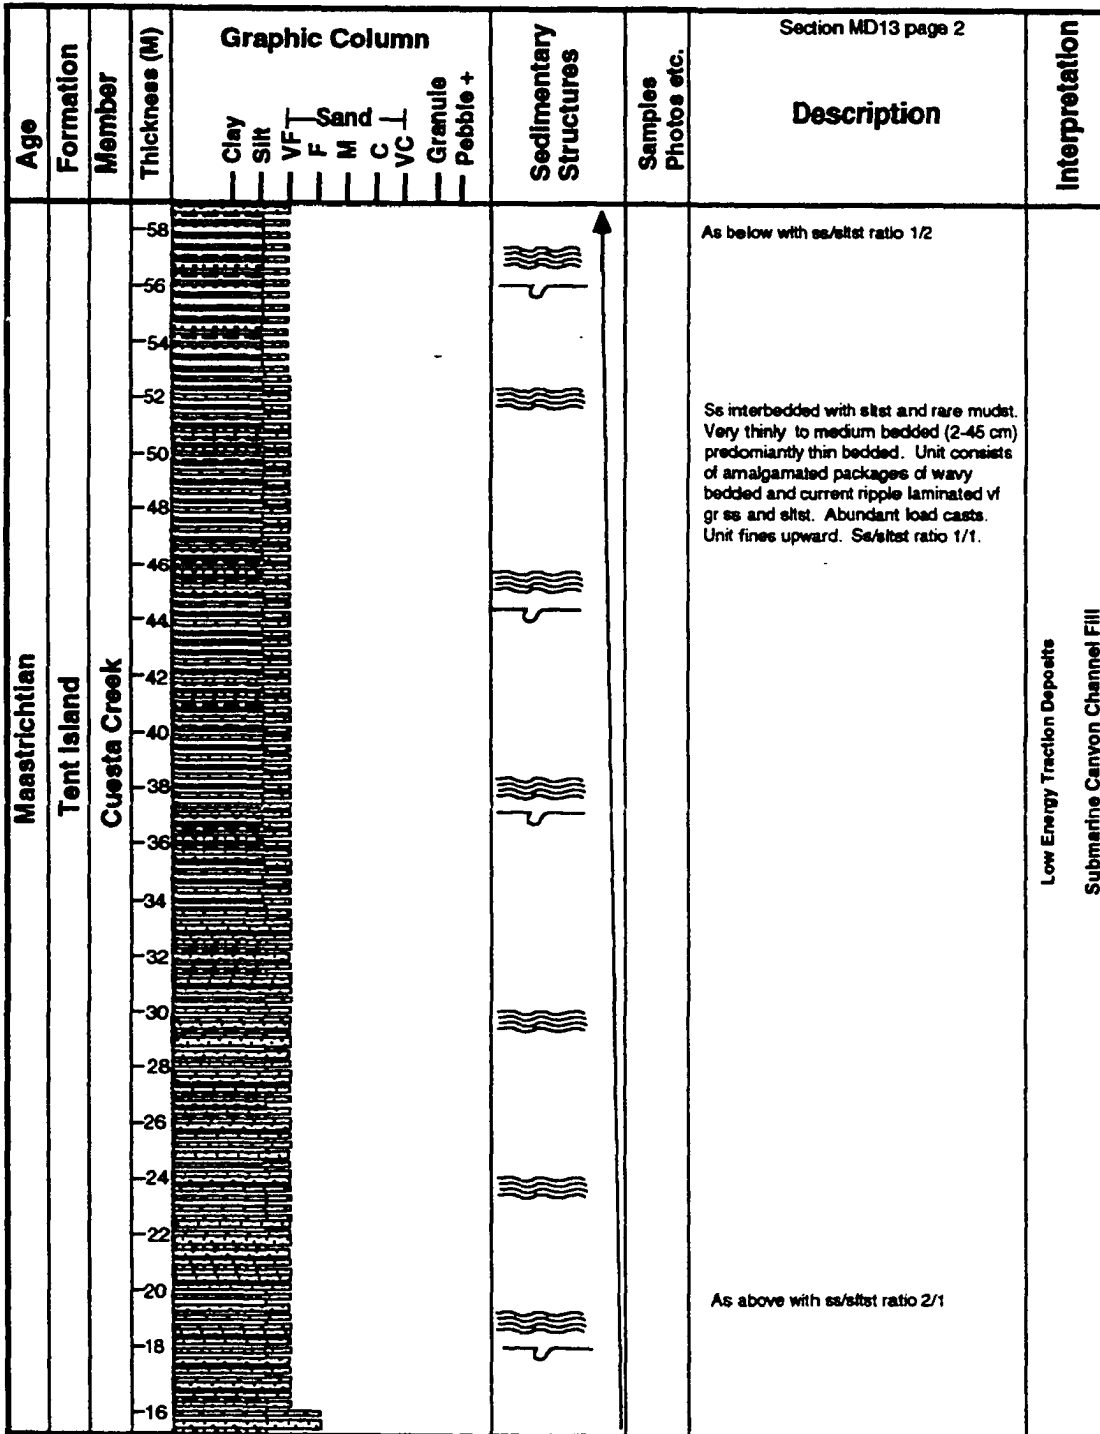 Section MD13 page 2
Age
Formation
Member
Thickness (M)
Graphic Column
Clay
Silt
VF
F
M
C
VC
Sand
Granule
Pebble +
Sedimentary
Structures
Samples
Photos etc.
Description
Interpretation
Maastrichtian
Tent Island
Cuesta Creek
58
56
54
52
50
48
46
44
42
40
38
36
34
32
30
28
26
24
22
20
18
16
As below with ss/sltst ratio 1/2
Ss interbedded with sltst and rare mudst.
Very thinly to medium bedded (2-45 cm)
predomiantly thin bedded. Unit consists
of amalgamated packages of wavy
bedded and current ripple laminated vf
gr ss and sltst. Abundant load casts.
Unit fines upward. Ss/sltst ratio 1/1.
As above with ss/sltst ratio 2/1
Low Energy Traction Deposits
Submarine Canyon Channel Fill